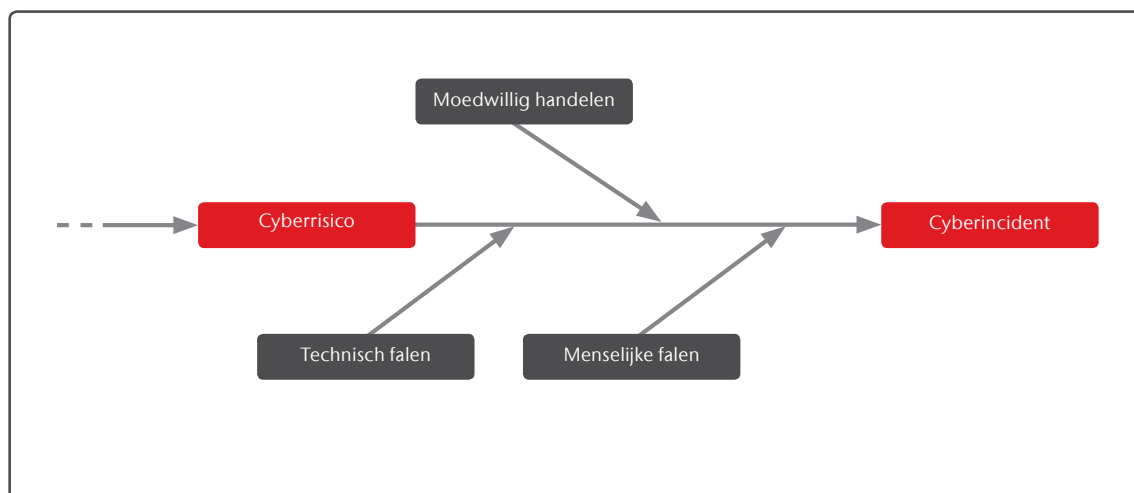 Moedwillig handelen
Cyberrisico
Cyberincident
Technisch falen
Menselijke falen